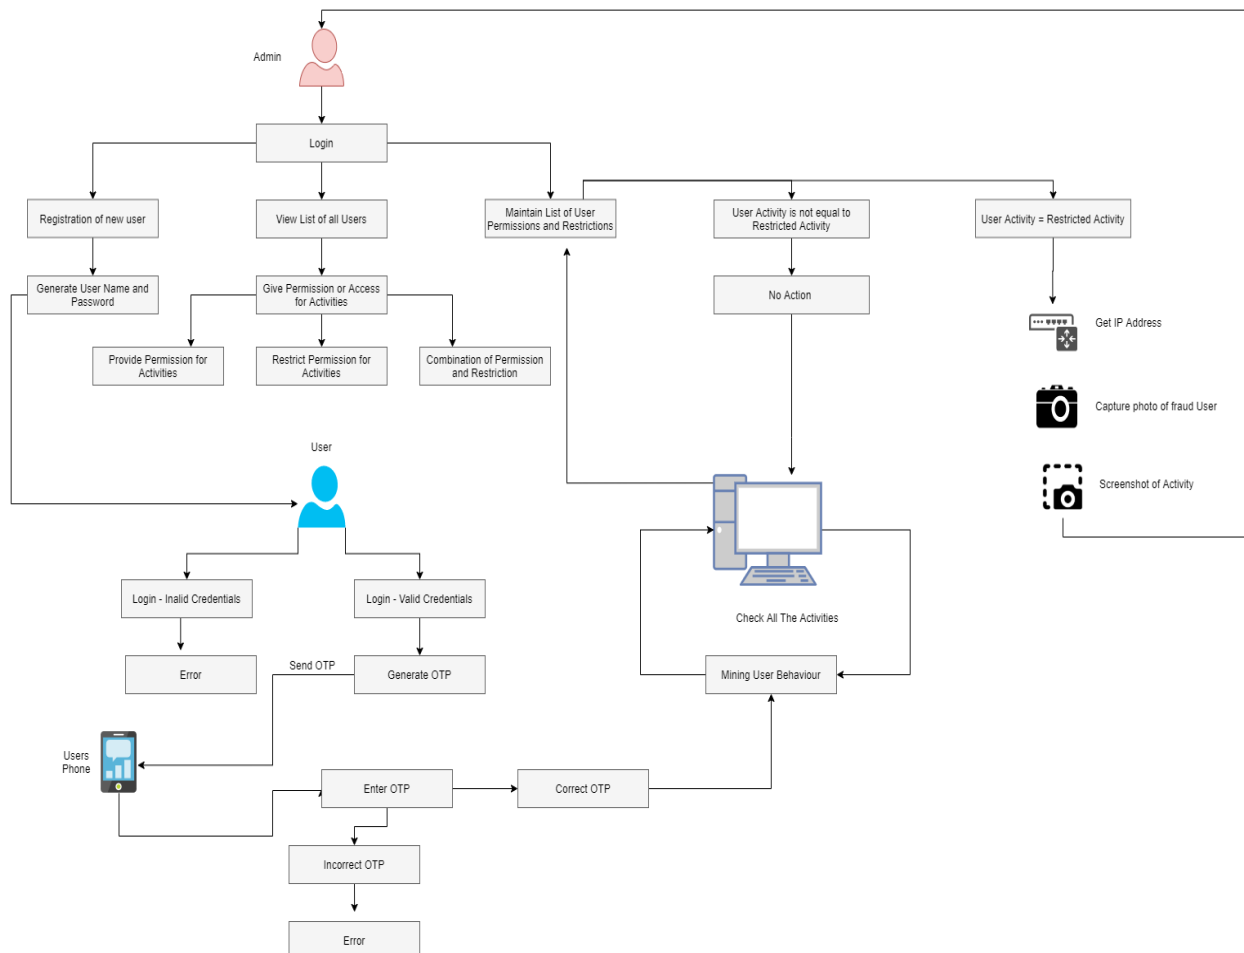 Admin
Login
Registration of new user
View List of all Users
Maintain List of User
Permissions and Restrictions
User Activity is not equal to
Restricted Activity
User Activity = Restricted Activity
Generate User Name and
Password
Give Permission or Access
for Activities
No Action
Get IP Address
Provide Permission for
Activities
Restrict Permission for
Activities
Combination of Permission
and Restriction
Capture photo of fraud User
User
Screenshot of Activity
Login - Inalid Credentials
Login - Valid Credentials
Check All The Activities
Error
Send OTP
Generate OTP
Mining User Behaviour
Users
Phone
Enter OTP
Correct OTP
Incorrect OTP
Error